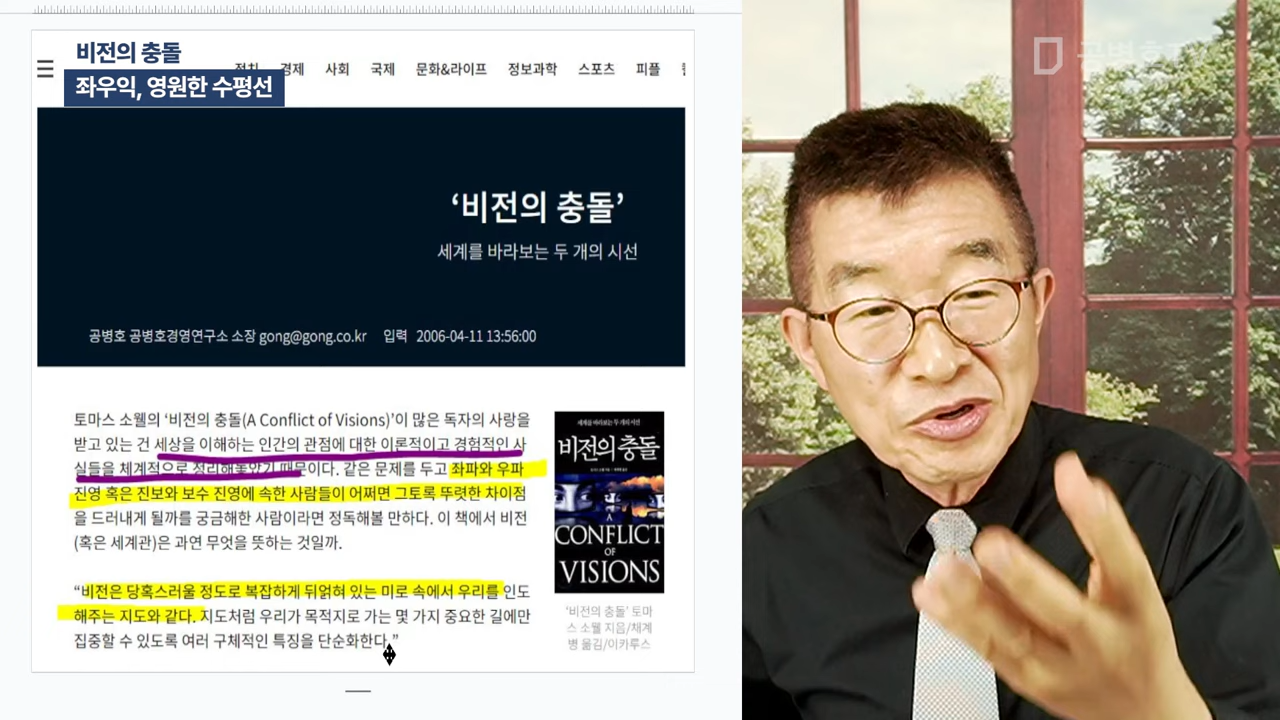 비전의 충돌
좌우익, 영원한 수평선
정치 경제 사회 국제 문화&라이프 정보과학 스포츠 피플
공병호TV
‘비전의 충돌’
세계를 바라보는 두 개의 시선
공병호 공병호경영연구소 소장 gong@gong.co.kr 입력 2006-04-11 13:56:00
토마스 소웰의 ‘비전의 충돌(A Conflict of Visions)’이 많은 독자의 사랑을
받고 있는 건 세상을 이해하는 인간의 관점에 대한 이론적이고 경험적인 사
실들을 체계적으로 정리해놓았기 때문이다. 같은 문제를 두고 좌파와 우파
진영 혹은 진보와 보수 진영에 속한 사람들이 어쩌면 그토록 뚜렷한 차이점
을 드러내게 될까를 궁금해한 사람이라면 정독해볼 만하다. 이 책에서 비전
(혹은 세계관)은 과연 무엇을 뜻하는 것일까.
“비전은 당혹스러울 정도로 복잡하게 뒤얽혀 있는 미로 속에서 우리를 인도
해주는 지도와 같다. 지도처럼 우리가 목적지로 가는 몇 가지 중요한 길에만
집중할 수 있도록 여러 구체적인 특징을 단순화한다.”
세계를 바라보는 두 개의 시선
비전의 충돌
A
CONFLICT
OF
VISIONS
‘비전의 충돌’ 토마
스 소웰 지음/채계
병 옮김/이카루스